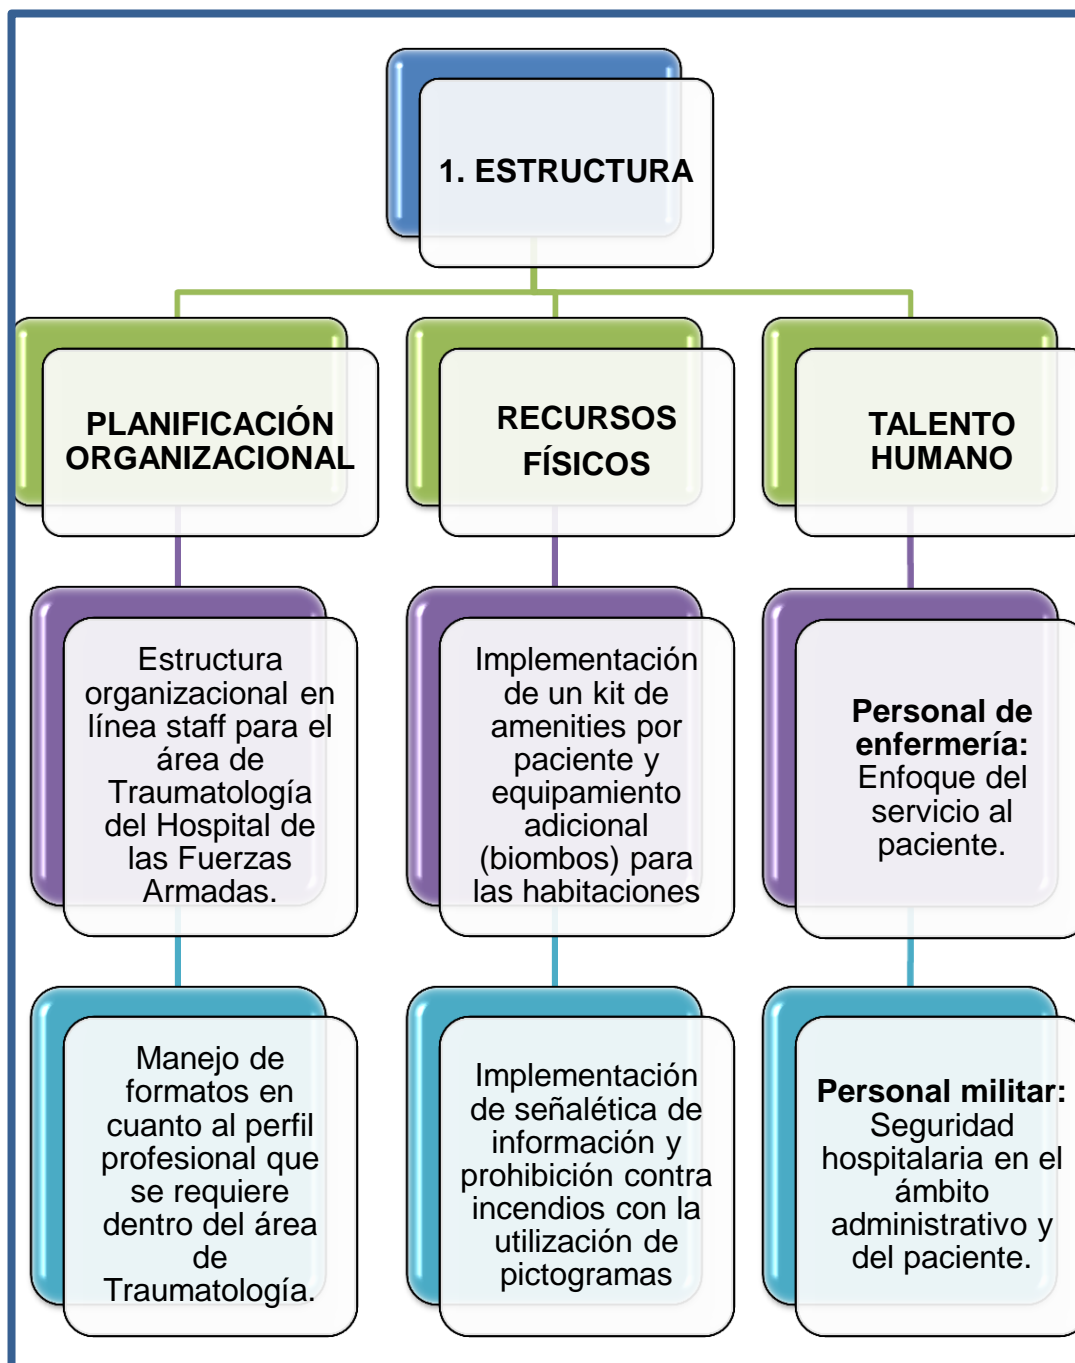 1. ESTRUCTURA
PLANIFICACIÓN
ORGANIZACIONAL
RECURSOS
FÍSICOS
TALENTO
HUMANO
Estructura
organizacional en
línea staff para el
área de
Traumatología
del Hospital de
las Fuerzas
Armadas.
Implementación
de un kit de
amenities por
paciente y
equipamiento
adicional
(biombos) para
las habitaciones
Personal de
enfermería:
Enfoque del
servicio al
paciente.
Manejo de
formatos en
cuanto al perfil
profesional que
se requiere
dentro del área
de
Traumatología.
Implementación
de señalética de
información y
prohibición contra
incendios con la
utilización de
pictogramas
Personal militar:
Seguridad
hospitalaria en el
ámbito
administrativo y
del paciente.